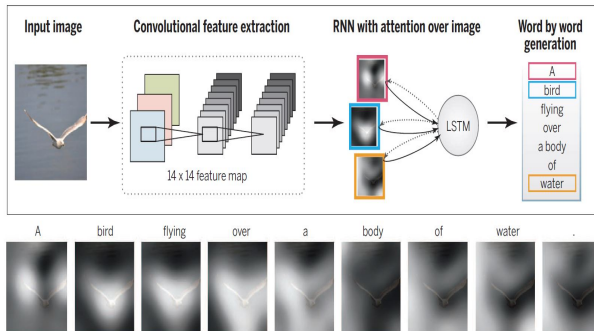 Input image
Convolutional feature extraction
RNN with attention over image
Word by word
generation
14 x 14 feature map
LSTM
A
bird
flying
over
a body
of
water
A bird flying over a body of water .